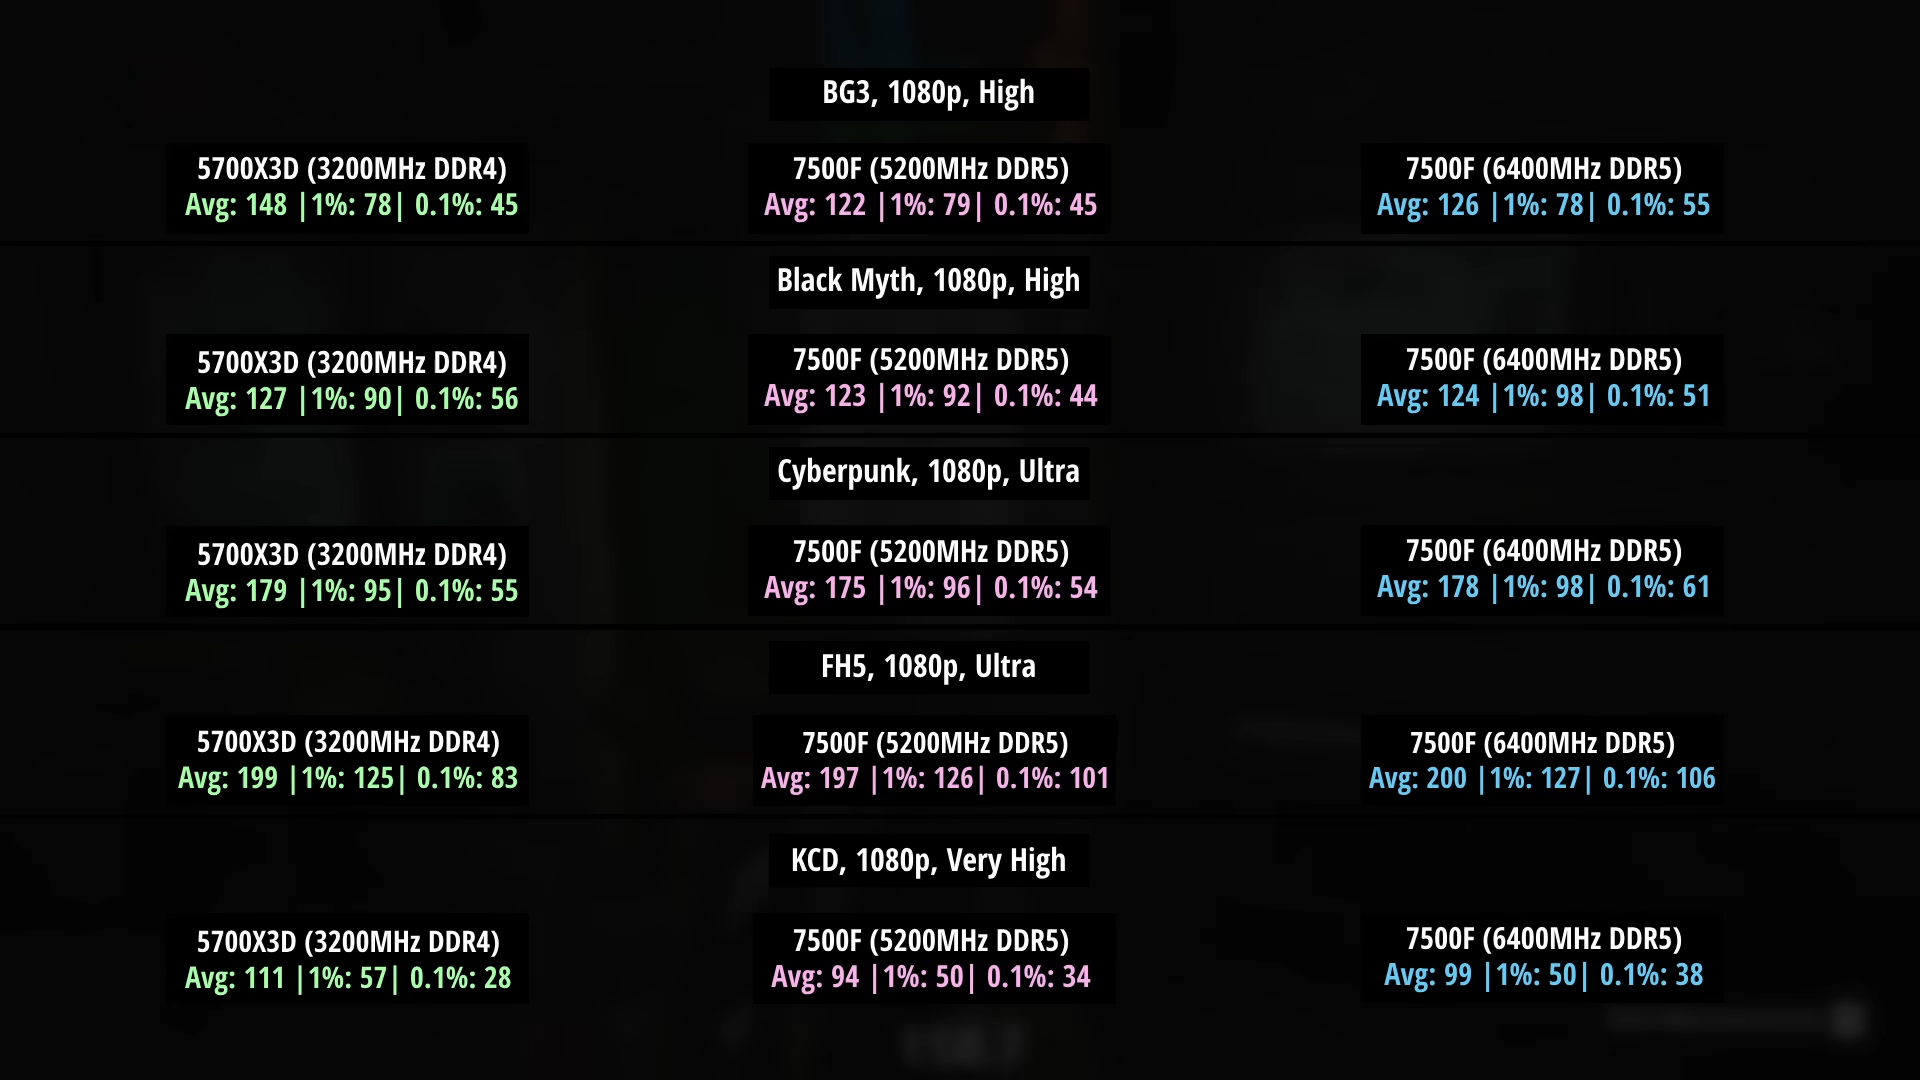 BG3, 1080p, High
5700X3D (3200MHz DDR4)
Avg: 148 |1%: 78| 0.1%: 45
7500F (5200MHz DDR5)
Avg: 122 |1%: 79| 0.1%: 45
7500F (6400MHz DDR5)
Avg: 126 |1%: 78| 0.1%: 55
Black Myth, 1080p, High
5700X3D (3200MHz DDR4)
Avg: 127 |1%: 90| 0.1%: 56
7500F (5200MHz DDR5)
Avg: 123 |1%: 92| 0.1%: 44
7500F (6400MHz DDR5)
Avg: 124 |1%: 98| 0.1%: 51
Cyberpunk, 1080p, Ultra
5700X3D (3200MHz DDR4)
Avg: 179 |1%: 95| 0.1%: 55
7500F (5200MHz DDR5)
Avg: 175 |1%: 96| 0.1%: 54
7500F (6400MHz DDR5)
Avg: 178 |1%: 98| 0.1%: 61
FH5, 1080p, Ultra
5700X3D (3200MHz DDR4)
Avg: 199 |1%: 125| 0.1%: 83
7500F (5200MHz DDR5)
Avg: 197 |1%: 126| 0.1%: 101
7500F (6400MHz DDR5)
Avg: 200 |1%: 127| 0.1%: 106
KCD, 1080p, Very High
5700X3D (3200MHz DDR4)
Avg: 111 |1%: 57| 0.1%: 28
7500F (5200MHz DDR5)
Avg: 94 |1%: 50| 0.1%: 34
7500F (6400MHz DDR5)
Avg: 99 |1%: 50| 0.1%: 38